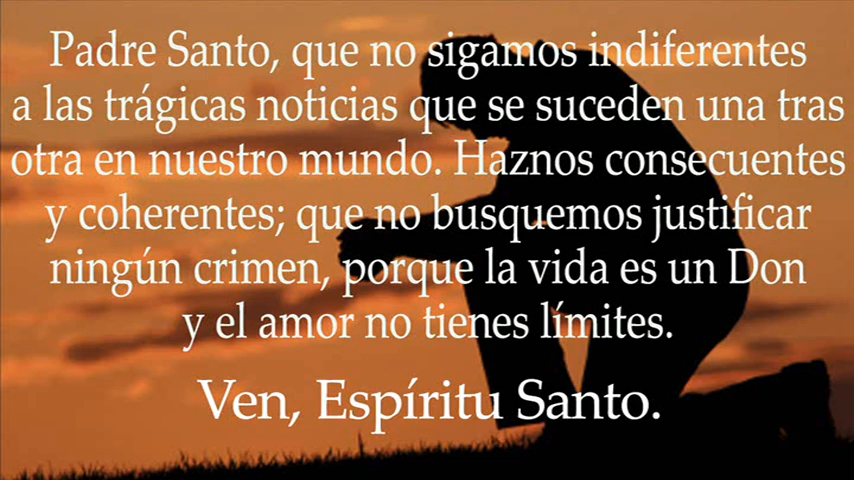 Padre Santo, que no sigamos indiferentes
a las trágicas noticias que se suceden una tras
otra en nuestro mundo. Haznos consecuentes
y coherentes; que no busquemos justificar
ningún crimen, porque la vida es un Don
y el amor no tienes límites.
Ven, Espíritu Santo.